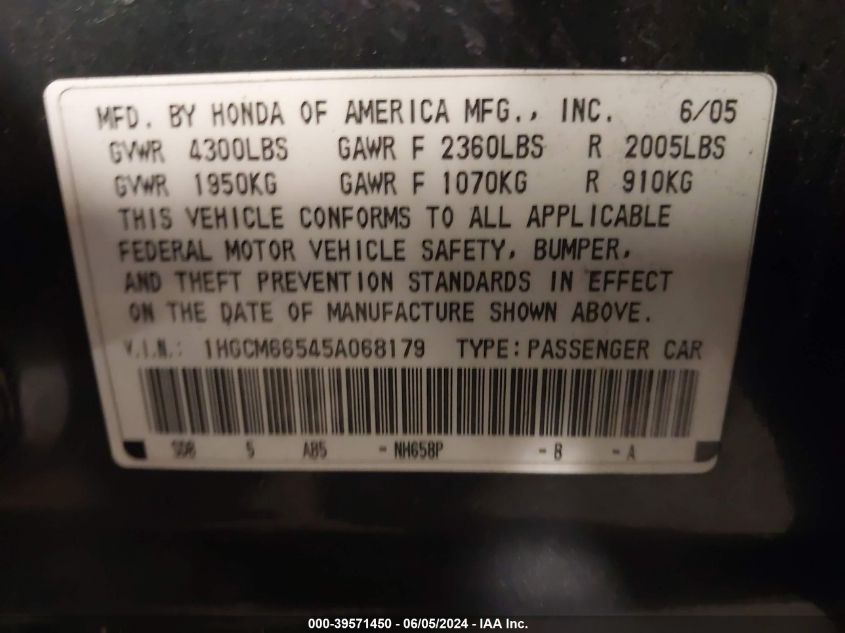 MFD. BY HONDA OF AMERICA MFG., INC. 6/05
GVWR 4300LBS GAWR F 2360LBS R 2005LBS
GVWR 1950KG GAWR F 1070KG R 910KG
THIS VEHICLE CONFORMS TO ALL APPLICABLE
FEDERAL MOTOR VEHICLE SAFETY, BUMPER,
AND THEFT PREVENTION STANDARDS IN EFFECT
ON THE DATE OF MANUFACTURE SHOWN ABOVE.
V.I.N.: 1HGCM66545A068179 TYPE: PASSENGER CAR
SDB 5 AB5 - NH658P - B - A
000-39571450 - 06/05/2024 - IAA Inc.